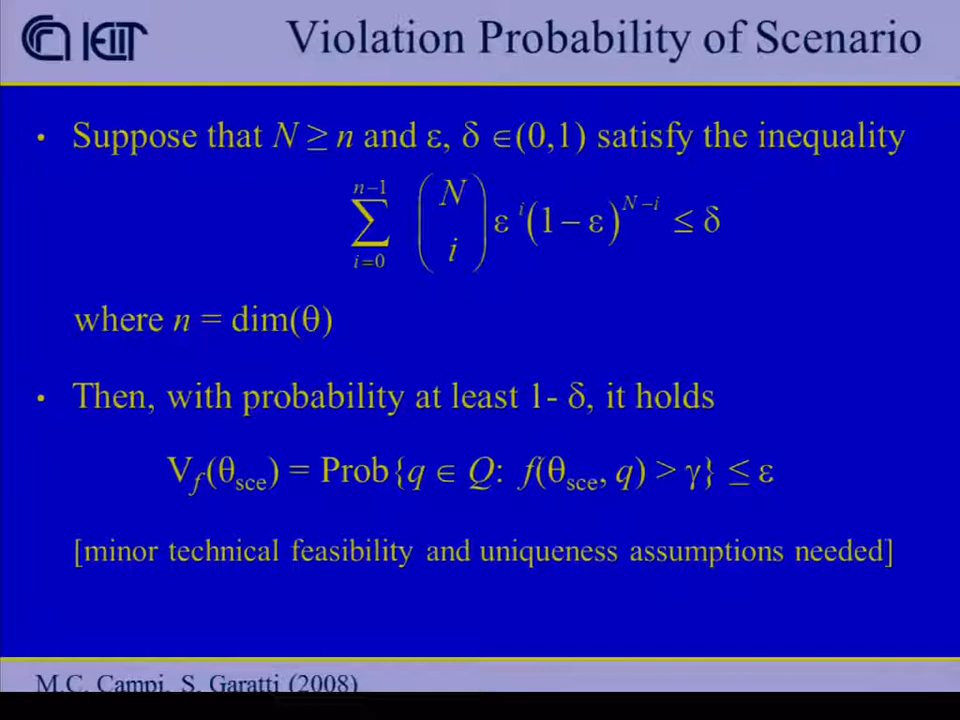 CNR IEIIT
Violation Probability of Scenario
• Suppose that N ≥ n and ε, δ ∈(0,1) satisfy the inequality
∑_{i=0}^{n−1} (N i) ε^i (1 − ε)^{N−i} ≤ δ
where n = dim(θ)
• Then, with probability at least 1- δ, it holds
V_f(θ_sce) = Prob{q ∈ Q: f(θ_sce, q) > γ} ≤ ε
[minor technical feasibility and uniqueness assumptions needed]
M.C. Campi, S. Garatti (2008)